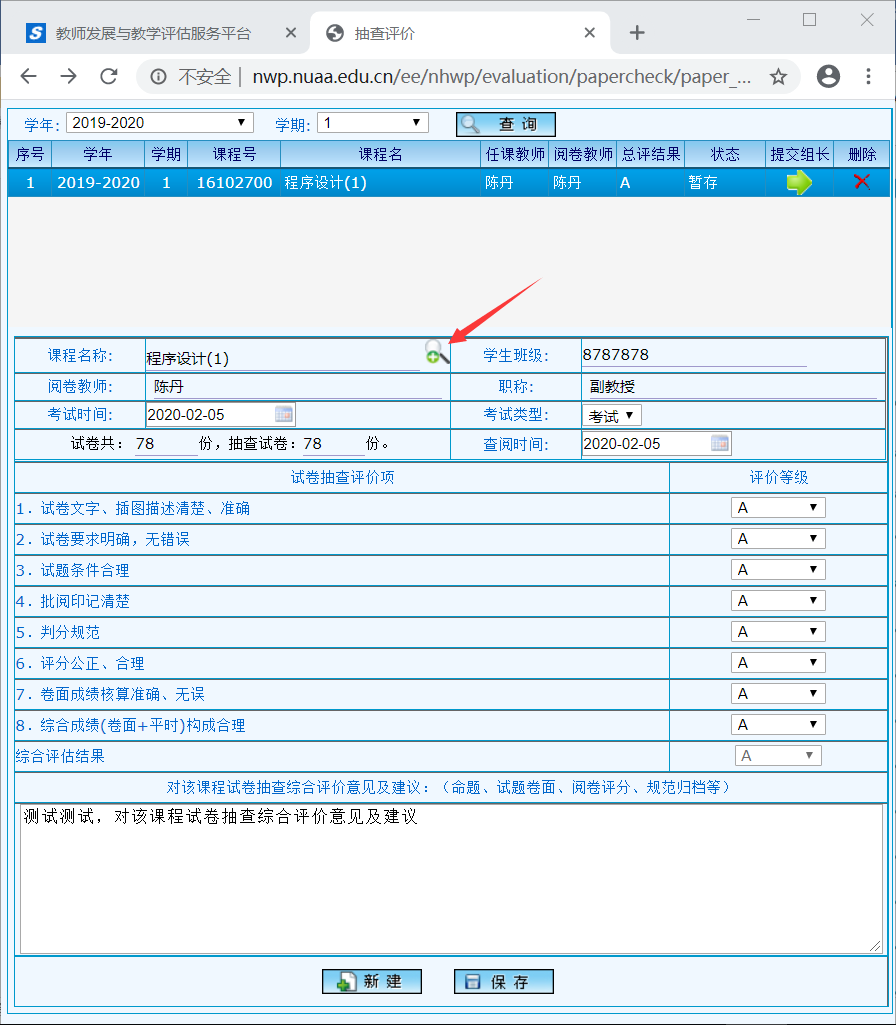 教师发展与教学评估服务平台
抽查评价
不安全 | nwp.nuaa.edu.cn/ee/nhwp/evaluation/papercheck/paper_...
学年: 2019-2020 学期: 1 查 询
序号 学年 学期 课程号 课程名 任课教师 阅卷教师 总评结果 状态 提交组长 删除
1 2019-2020 1 16102700 程序设计(1) 陈丹 陈丹 A 暂存
课程名称: 程序设计(1) 学生班级: 8787878
阅卷教师: 陈丹 职称: 副教授
考试时间: 2020-02-05 考试类型: 考试
试卷共: 78 份，抽查试卷:78 份。 查阅时间: 2020-02-05
试卷抽查评价项 评价等级
1. 试卷文字、插图描述清楚、准确 A
2. 试卷要求明确，无错误 A
3. 试题条件合理 A
4. 批阅印记清楚 A
5. 判分规范 A
6. 评分公正、合理 A
7. 卷面成绩核算准确、无误 A
8. 综合成绩(卷面+平时)构成合理 A
综合评估结果 A
对该课程试卷抽查综合评价意见及建议:（命题、试题卷面、阅卷评分、规范归档等）
测试测试，对该课程试卷抽查综合评价意见及建议
新 建 保 存